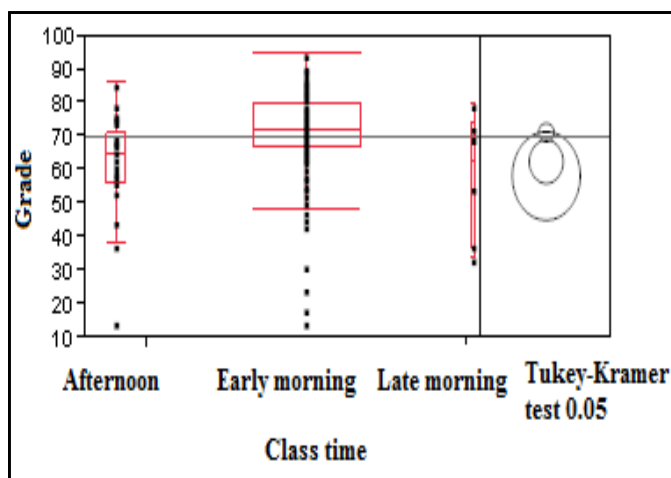 100
90
80
70
60
50
40
30
20
10
Grade
Afternoon
Early morning
Late morning
Tukey-Kramer
test 0.05
Class time